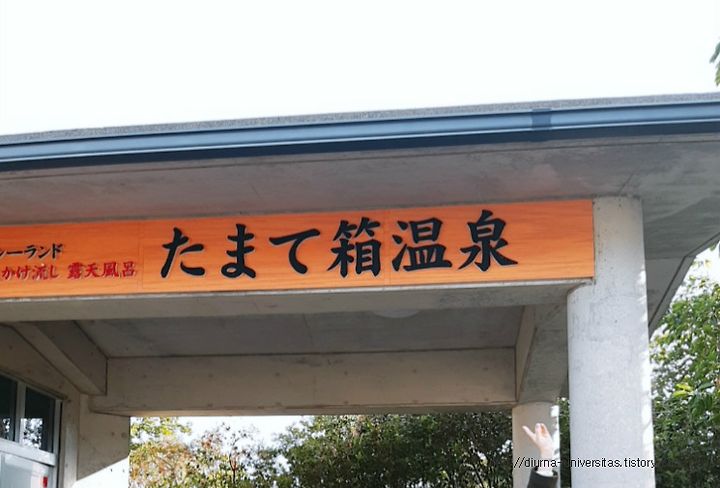 ーランド
かけ流し 露天風呂
たまて箱温泉
//diurna-universitas.tistory